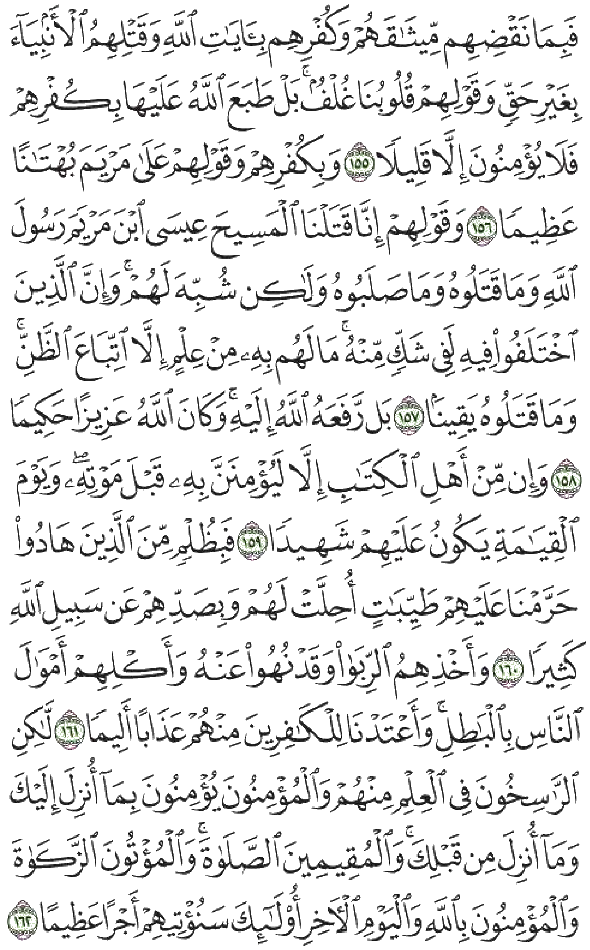 فَبِمَا نَقْضِهِم مِّيثَٰقَهُمْ وَكُفْرِهِم بِـَٔايَٰتِ ٱللَّهِ وَقَتْلِهِمُ ٱلْأَنۢبِيَآءَ
بِغَيْرِ حَقٍّ وَقَوْلِهِمْ قُلُوبُنَا غُلْفٌۢ ۚ بَلْ طَبَعَ ٱللَّهُ عَلَيْهَا بِكُفْرِهِمْ
فَلَا يُؤْمِنُونَ إِلَّا قَلِيلًا ١٥٥ وَبِكُفْرِهِمْ وَقَوْلِهِمْ عَلَىٰ مَرْيَمَ بُهْتَٰنًا
عَظِيمًا ١٥٦ وَقَوْلِهِمْ إِنَّا قَتَلْنَا ٱلْمَسِيحَ عِيسَى ٱبْنَ مَرْيَمَ رَسُولَ
ٱللَّهِ وَمَا قَتَلُوهُ وَمَا صَلَبُوهُ وَلَٰكِن شُبِّهَ لَهُمْ ۚ وَإِنَّ ٱلَّذِينَ
ٱخْتَلَفُوا۟ فِيهِ لَفِى شَكٍّ مِّنْهُ ۚ مَا لَهُم بِهِۦ مِنْ عِلْمٍ إِلَّا ٱتِّبَاعَ ٱلظَّنِّ ۚ
وَمَا قَتَلُوهُ يَقِينًۢا ١٥٧ بَل رَّفَعَهُ ٱللَّهُ إِلَيْهِ ۚ وَكَانَ ٱللَّهُ عَزِيزًا حَكِيمًا
١٥٨ وَإِن مِّنْ أَهْلِ ٱلْكِتَٰبِ إِلَّا لَيُؤْمِنَنَّ بِهِۦ قَبْلَ مَوْتِهِۦ ۖ وَيَوْمَ
ٱلْقِيَٰمَةِ يَكُونُ عَلَيْهِمْ شَهِيدًا ١٥٩ فَبِظُلْمٍ مِّنَ ٱلَّذِينَ هَادُوا۟
حَرَّمْنَا عَلَيْهِمْ طَيِّبَٰتٍ أُحِلَّتْ لَهُمْ وَبِصَدِّهِمْ عَن سَبِيلِ ٱللَّهِ
كَثِيرًا ١٦٠ وَأَخْذِهِمُ ٱلرِّبَوٰا۟ وَقَدْ نُهُوا۟ عَنْهُ وَأَكْلِهِمْ أَمْوَٰلَ
ٱلنَّاسِ بِٱلْبَٰطِلِ ۚ وَأَعْتَدْنَا لِلْكَٰفِرِينَ مِنْهُمْ عَذَابًا أَلِيمًا ١٦١ لَّٰكِنِ
ٱلرَّٰسِخُونَ فِى ٱلْعِلْمِ مِنْهُمْ وَٱلْمُؤْمِنُونَ يُؤْمِنُونَ بِمَآ أُنزِلَ إِلَيْكَ
وَمَآ أُنزِلَ مِن قَبْلِكَ ۚ وَٱلْمُقِيمِينَ ٱلصَّلَوٰةَ ۚ وَٱلْمُؤْتُونَ ٱلزَّكَوٰةَ
وَٱلْمُؤْمِنُونَ بِٱللَّهِ وَٱلْيَوْمِ ٱلْءَاخِرِ أُو۟لَٰٓئِكَ سَنُؤْتِيهِمْ أَجْرًا عَظِيمًا ١٦٢